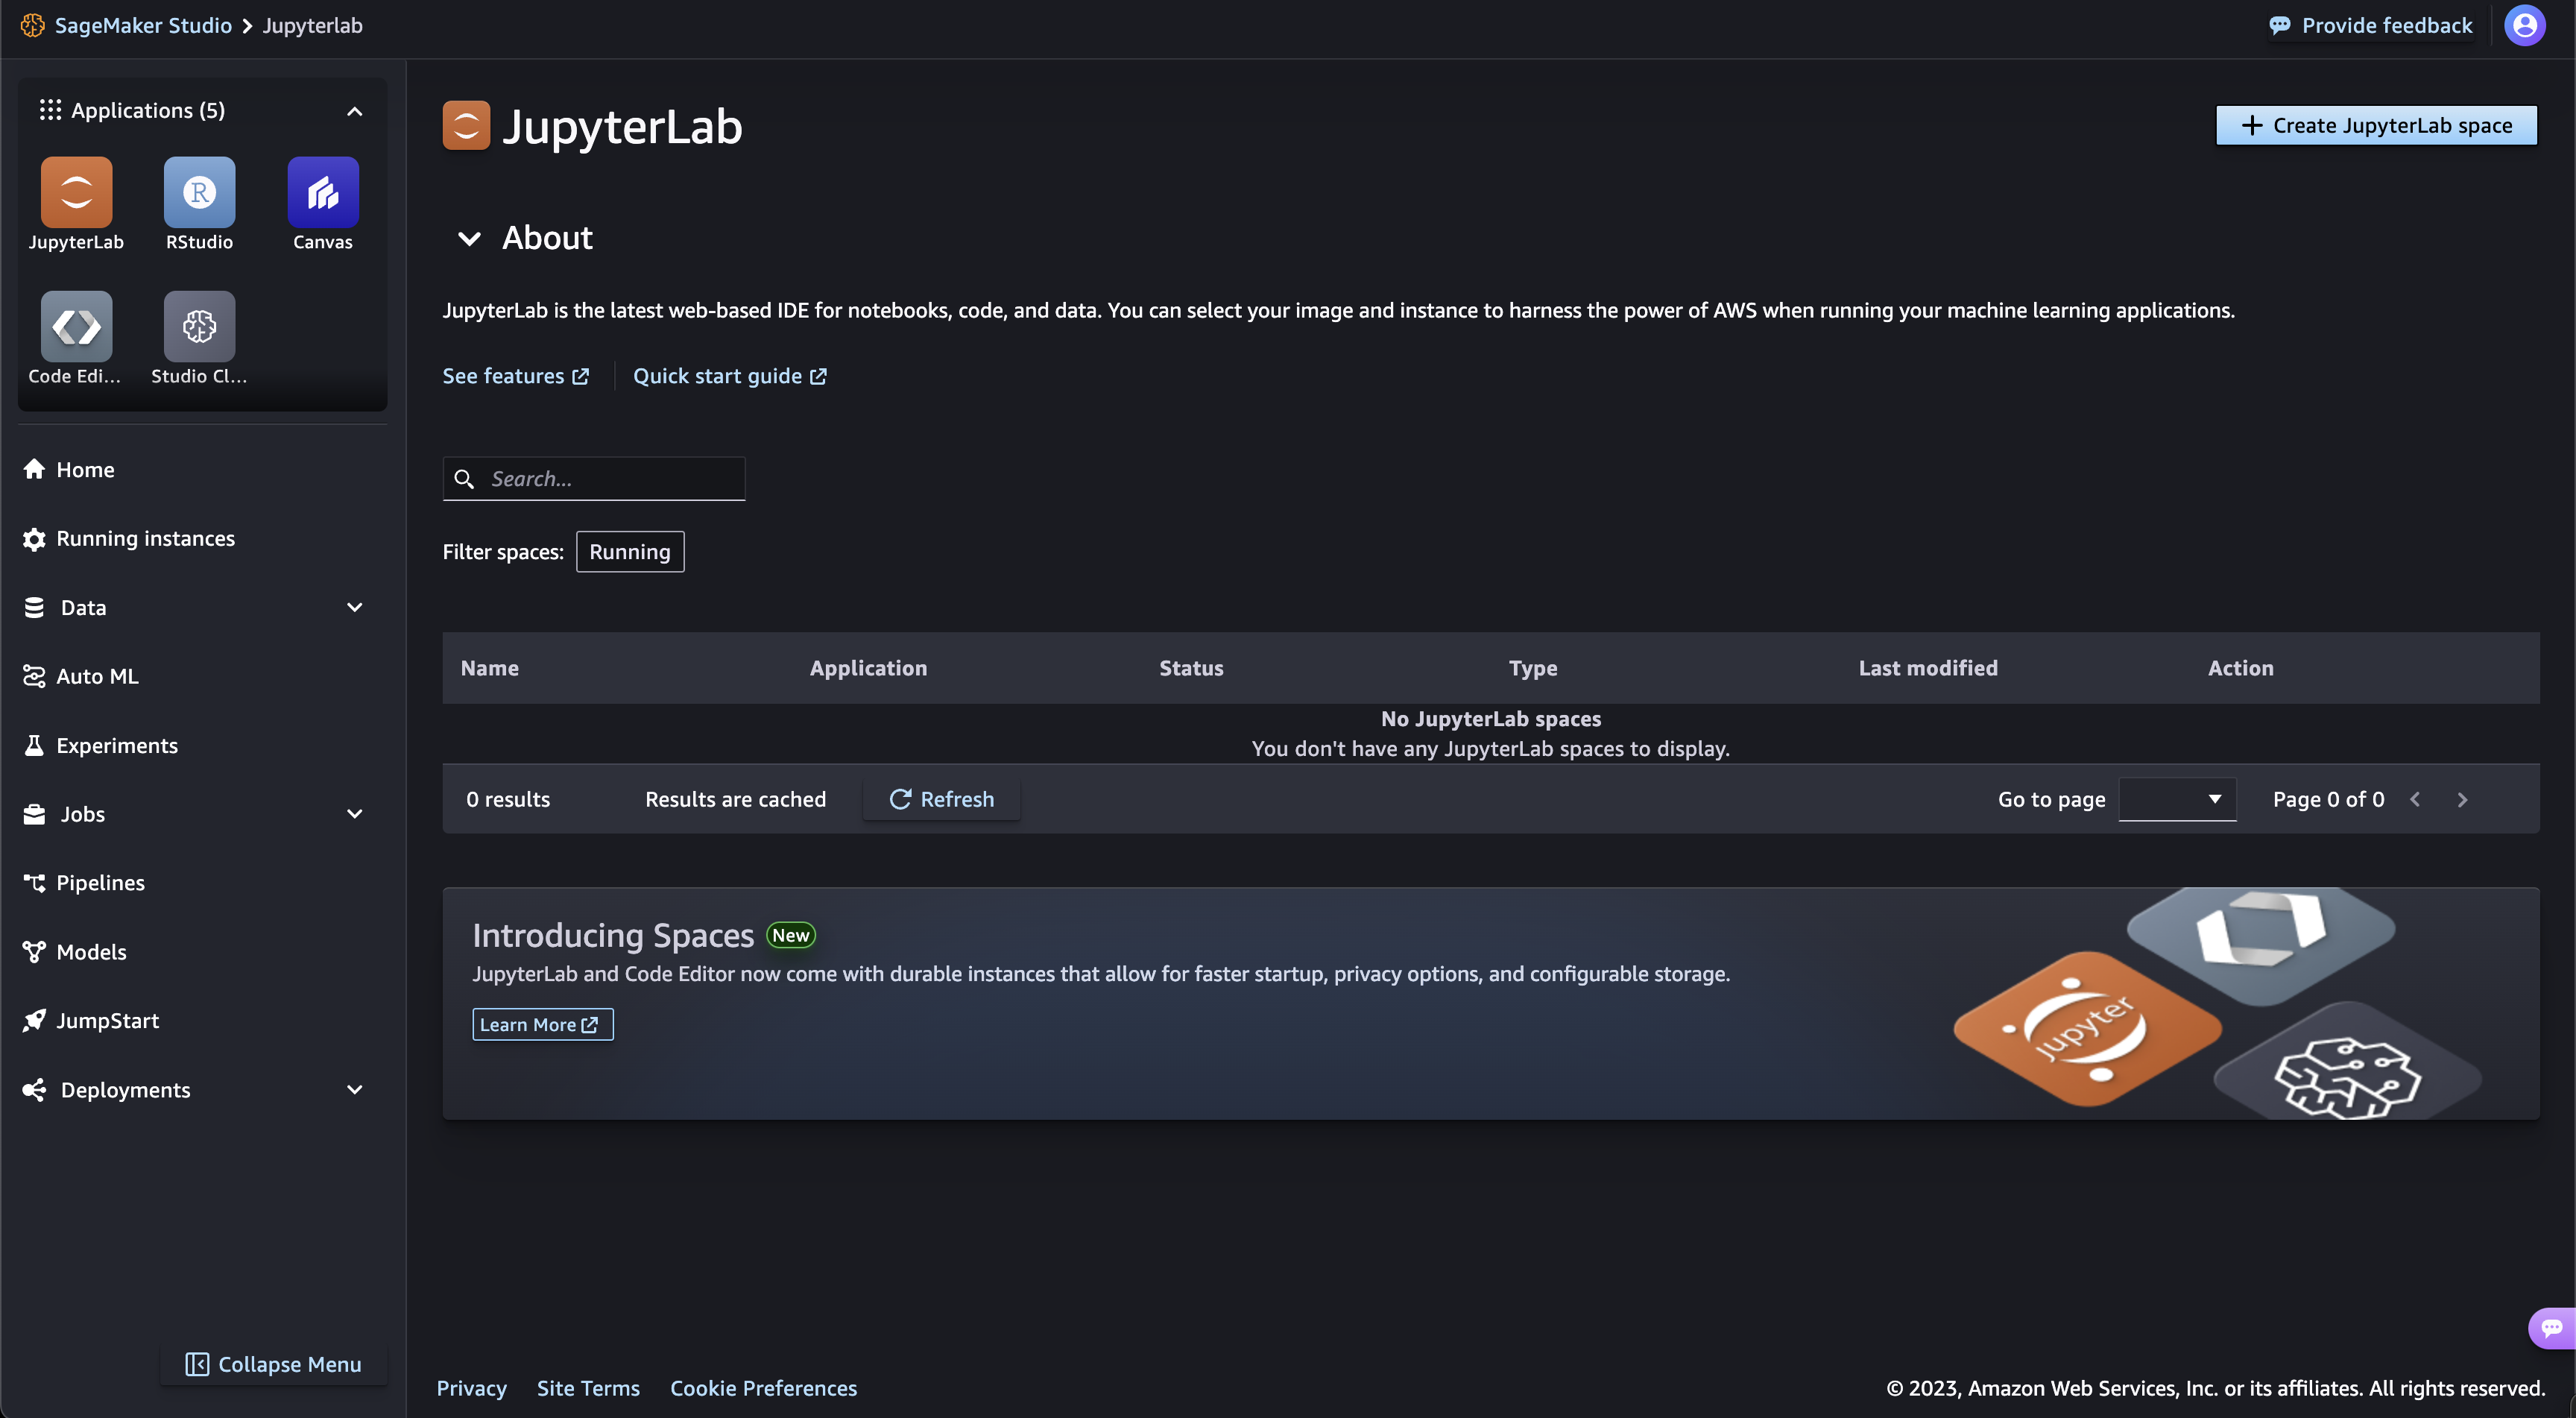 SageMaker Studio > Jupyterlab
Provide feedback
Applications (5)
JupyterLab
RStudio
Canvas
Code Edi...
Studio Cl...
Home
Running instances
Data
Auto ML
Experiments
Jobs
Pipelines
Models
JumpStart
Deployments
Collapse Menu
JupyterLab
+ Create JupyterLab space
About
JupyterLab is the latest web-based IDE for notebooks, code, and data. You can select your image and instance to harness the power of AWS when running your machine learning applications.
See features
Quick start guide
Search...
Filter spaces: Running
Name Application Status Type Last modified Action
No JupyterLab spaces
You don't have any JupyterLab spaces to display.
0 results Results are cached Refresh Go to page Page 0 of 0
Introducing Spaces New
JupyterLab and Code Editor now come with durable instances that allow for faster startup, privacy options, and configurable storage.
Learn More
jupyter
Privacy Site Terms Cookie Preferences
© 2023, Amazon Web Services, Inc. or its affiliates. All rights reserved.